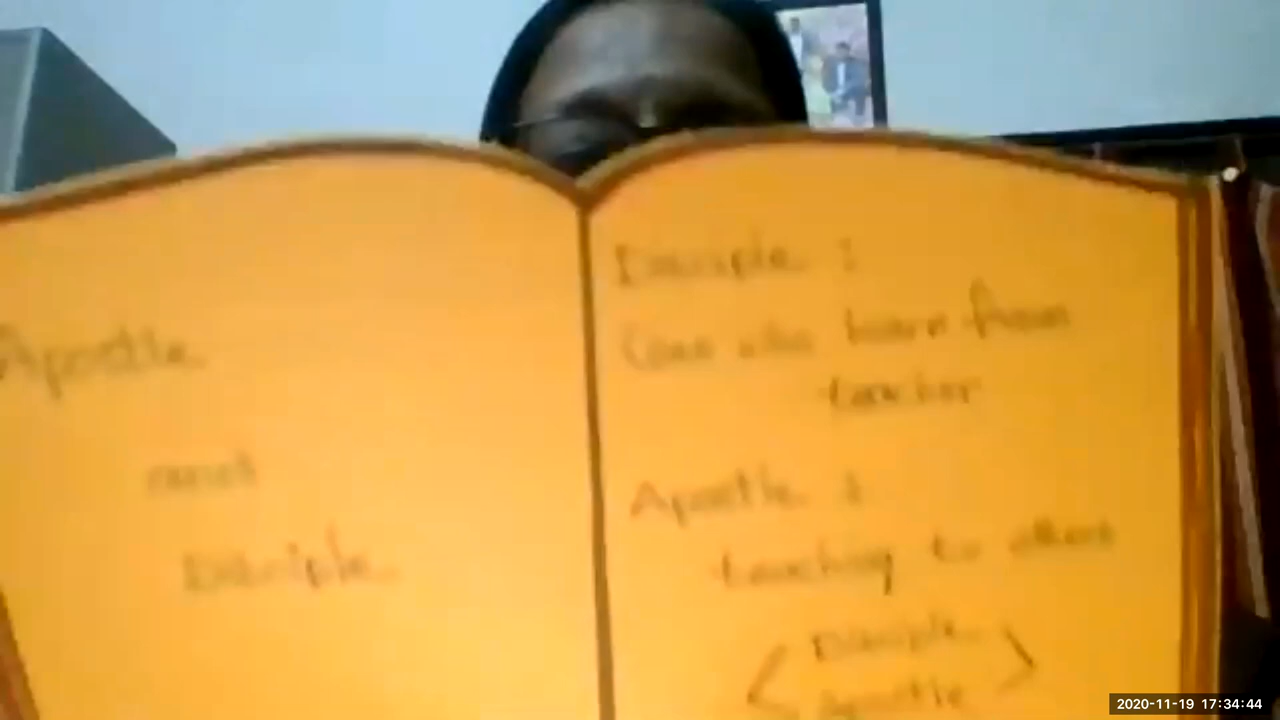 Apostle
and
Disciple
Disciple :
One who learn from
teacher
Apostle :
teaching to others
Disciple
Apostle
2020-11-19 17:34:44